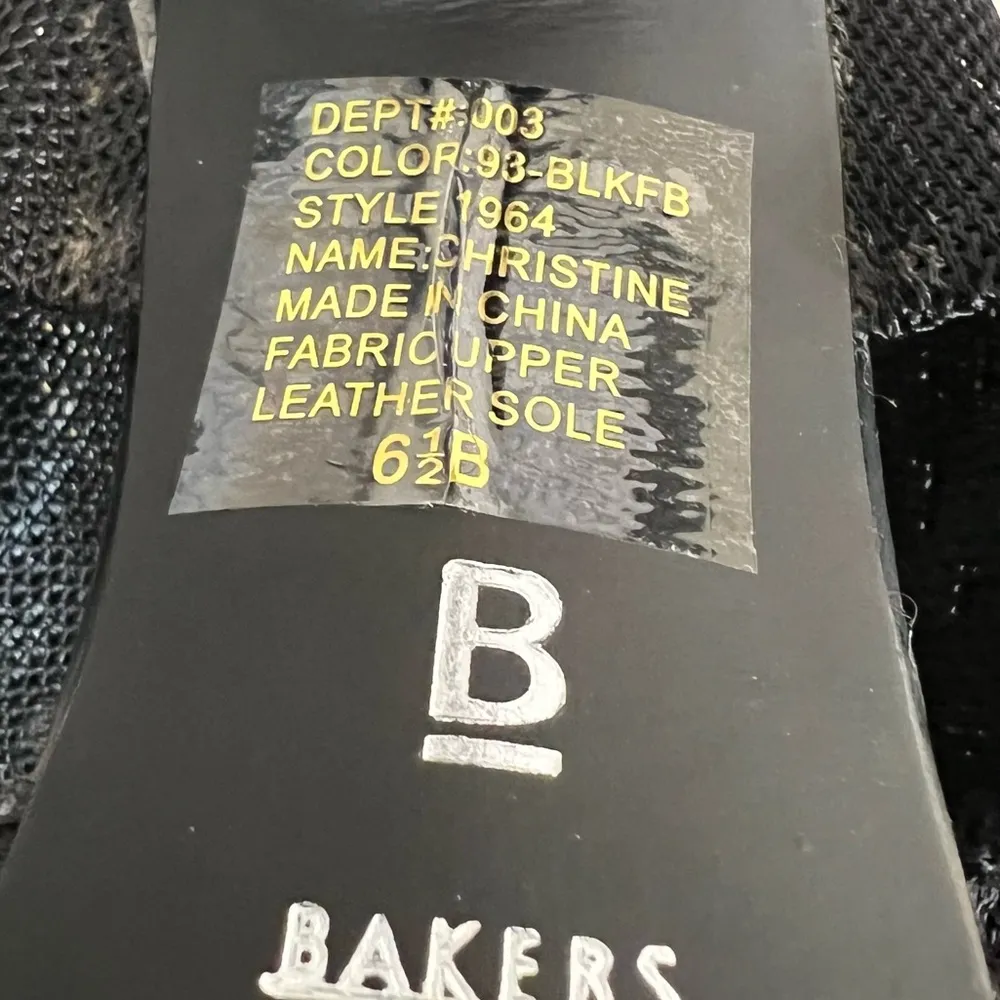 DEPT#:003
COLOR:93-BLKFB
STYLE 1964
NAME:CHRISTINE
MADE IN CHINA
FABRIC UPPER
LEATHER SOLE
6½B
B
BAKERS